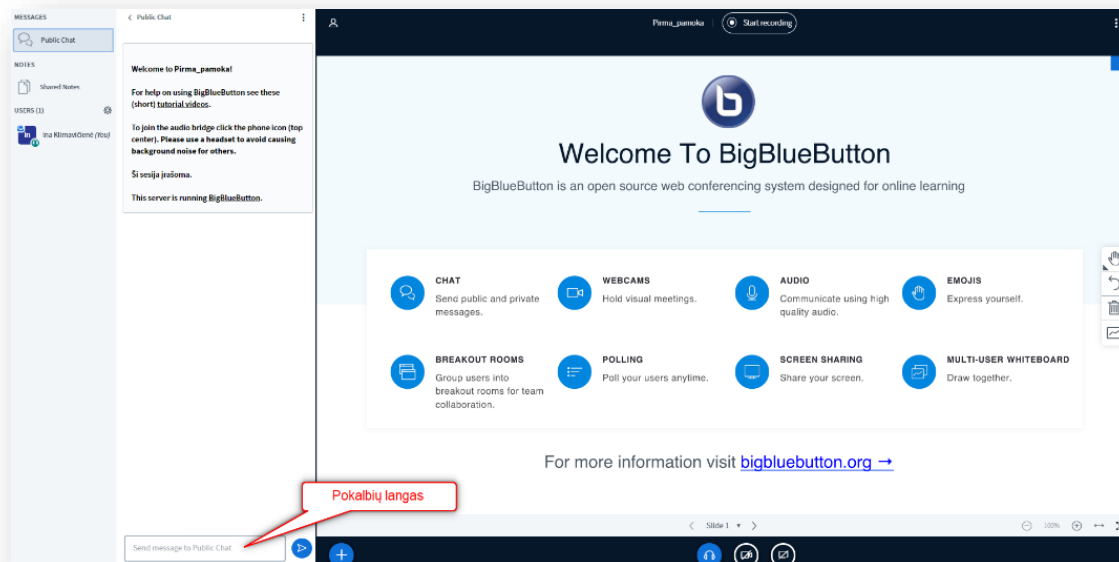 MESSAGES
Public Chat
NOTES
Shared Notes
USERS (1)
In
Ina Klimavičienė (You)
Public Chat
Welcome to Pirma_pamoka!
For help on using BigBlueButton see these
(short) tutorial videos.
To join the audio bridge click the phone icon (top
center). Please use a headset to avoid causing
background noise for others.
Ši sesija įrašoma.
This server is running BigBlueButton.
Send message to Public Chat
Pokalbių langas
Pirma_pamoka
Start recording
b
Welcome To BigBlueButton
BigBlueButton is an open source web conferencing system designed for online learning
CHAT
Send public and private
messages.
WEBCAMS
Hold visual meetings.
AUDIO
Communicate using high
quality audio.
EMOJIS
Express yourself.
BREAKOUT ROOMS
Group users into
breakout rooms for team
collaboration.
POLLING
Poll your users anytime.
SCREEN SHARING
Share your screen.
MULTI-USER WHITEBOARD
Draw together.
For more information visit bigbluebutton.org →
Slide 1
100%